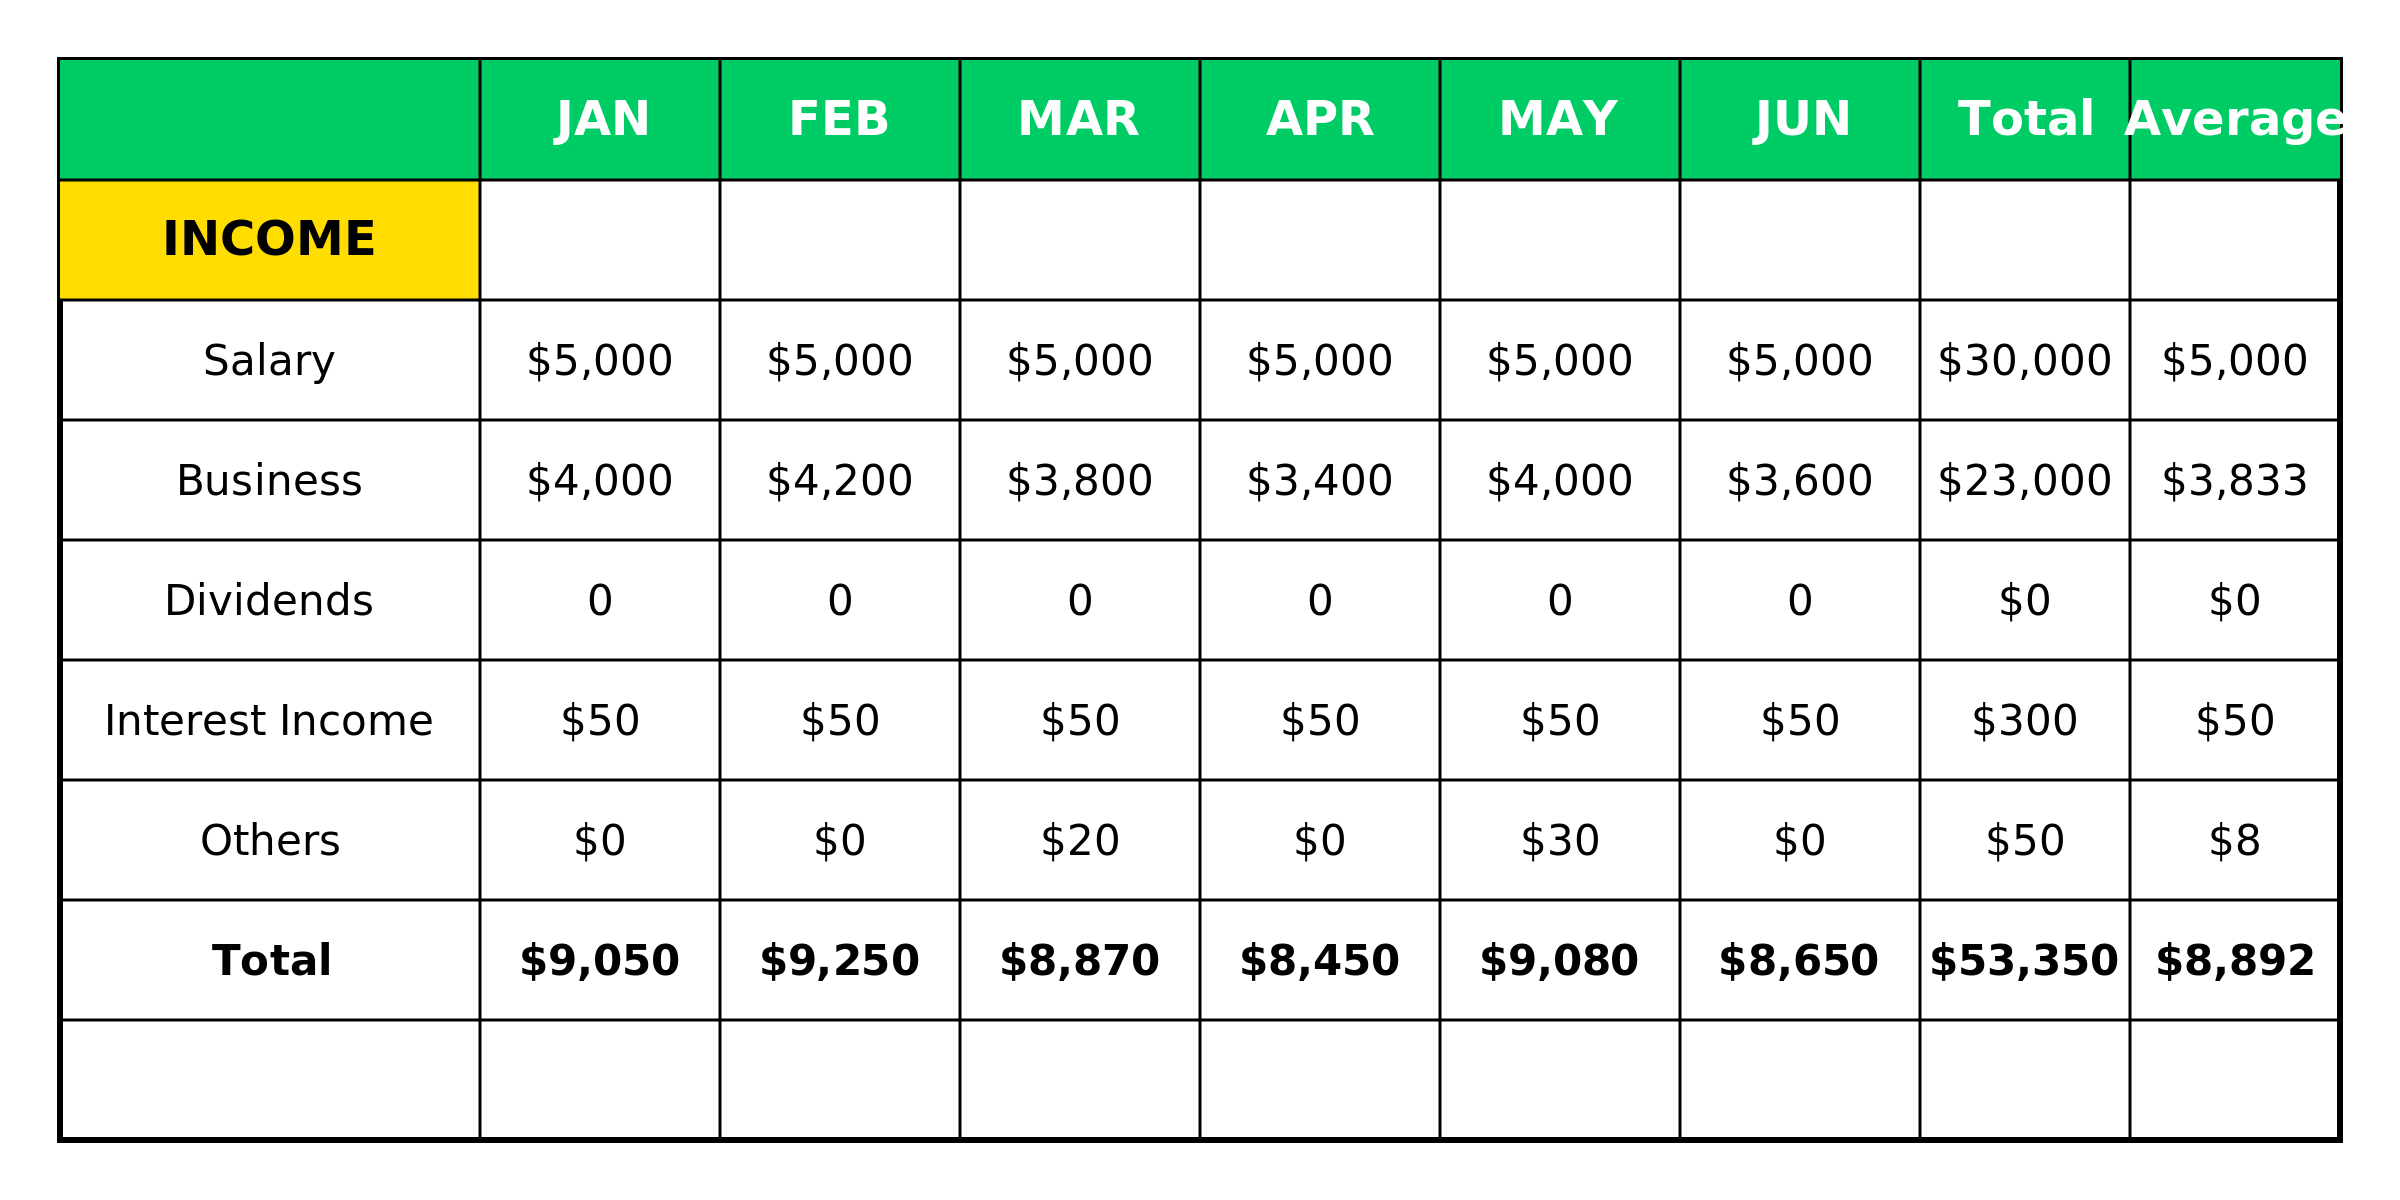 JAN FEB MAR APR MAY JUN Total Average
INCOME
Salary $5,000 $5,000 $5,000 $5,000 $5,000 $5,000 $30,000 $5,000
Business $4,000 $4,200 $3,800 $3,400 $4,000 $3,600 $23,000 $3,833
Dividends 0 0 0 0 0 0 $0 $0
Interest Income $50 $50 $50 $50 $50 $50 $300 $50
Others $0 $0 $20 $0 $30 $0 $50 $8
Total $9,050 $9,250 $8,870 $8,450 $9,080 $8,650 $53,350 $8,892